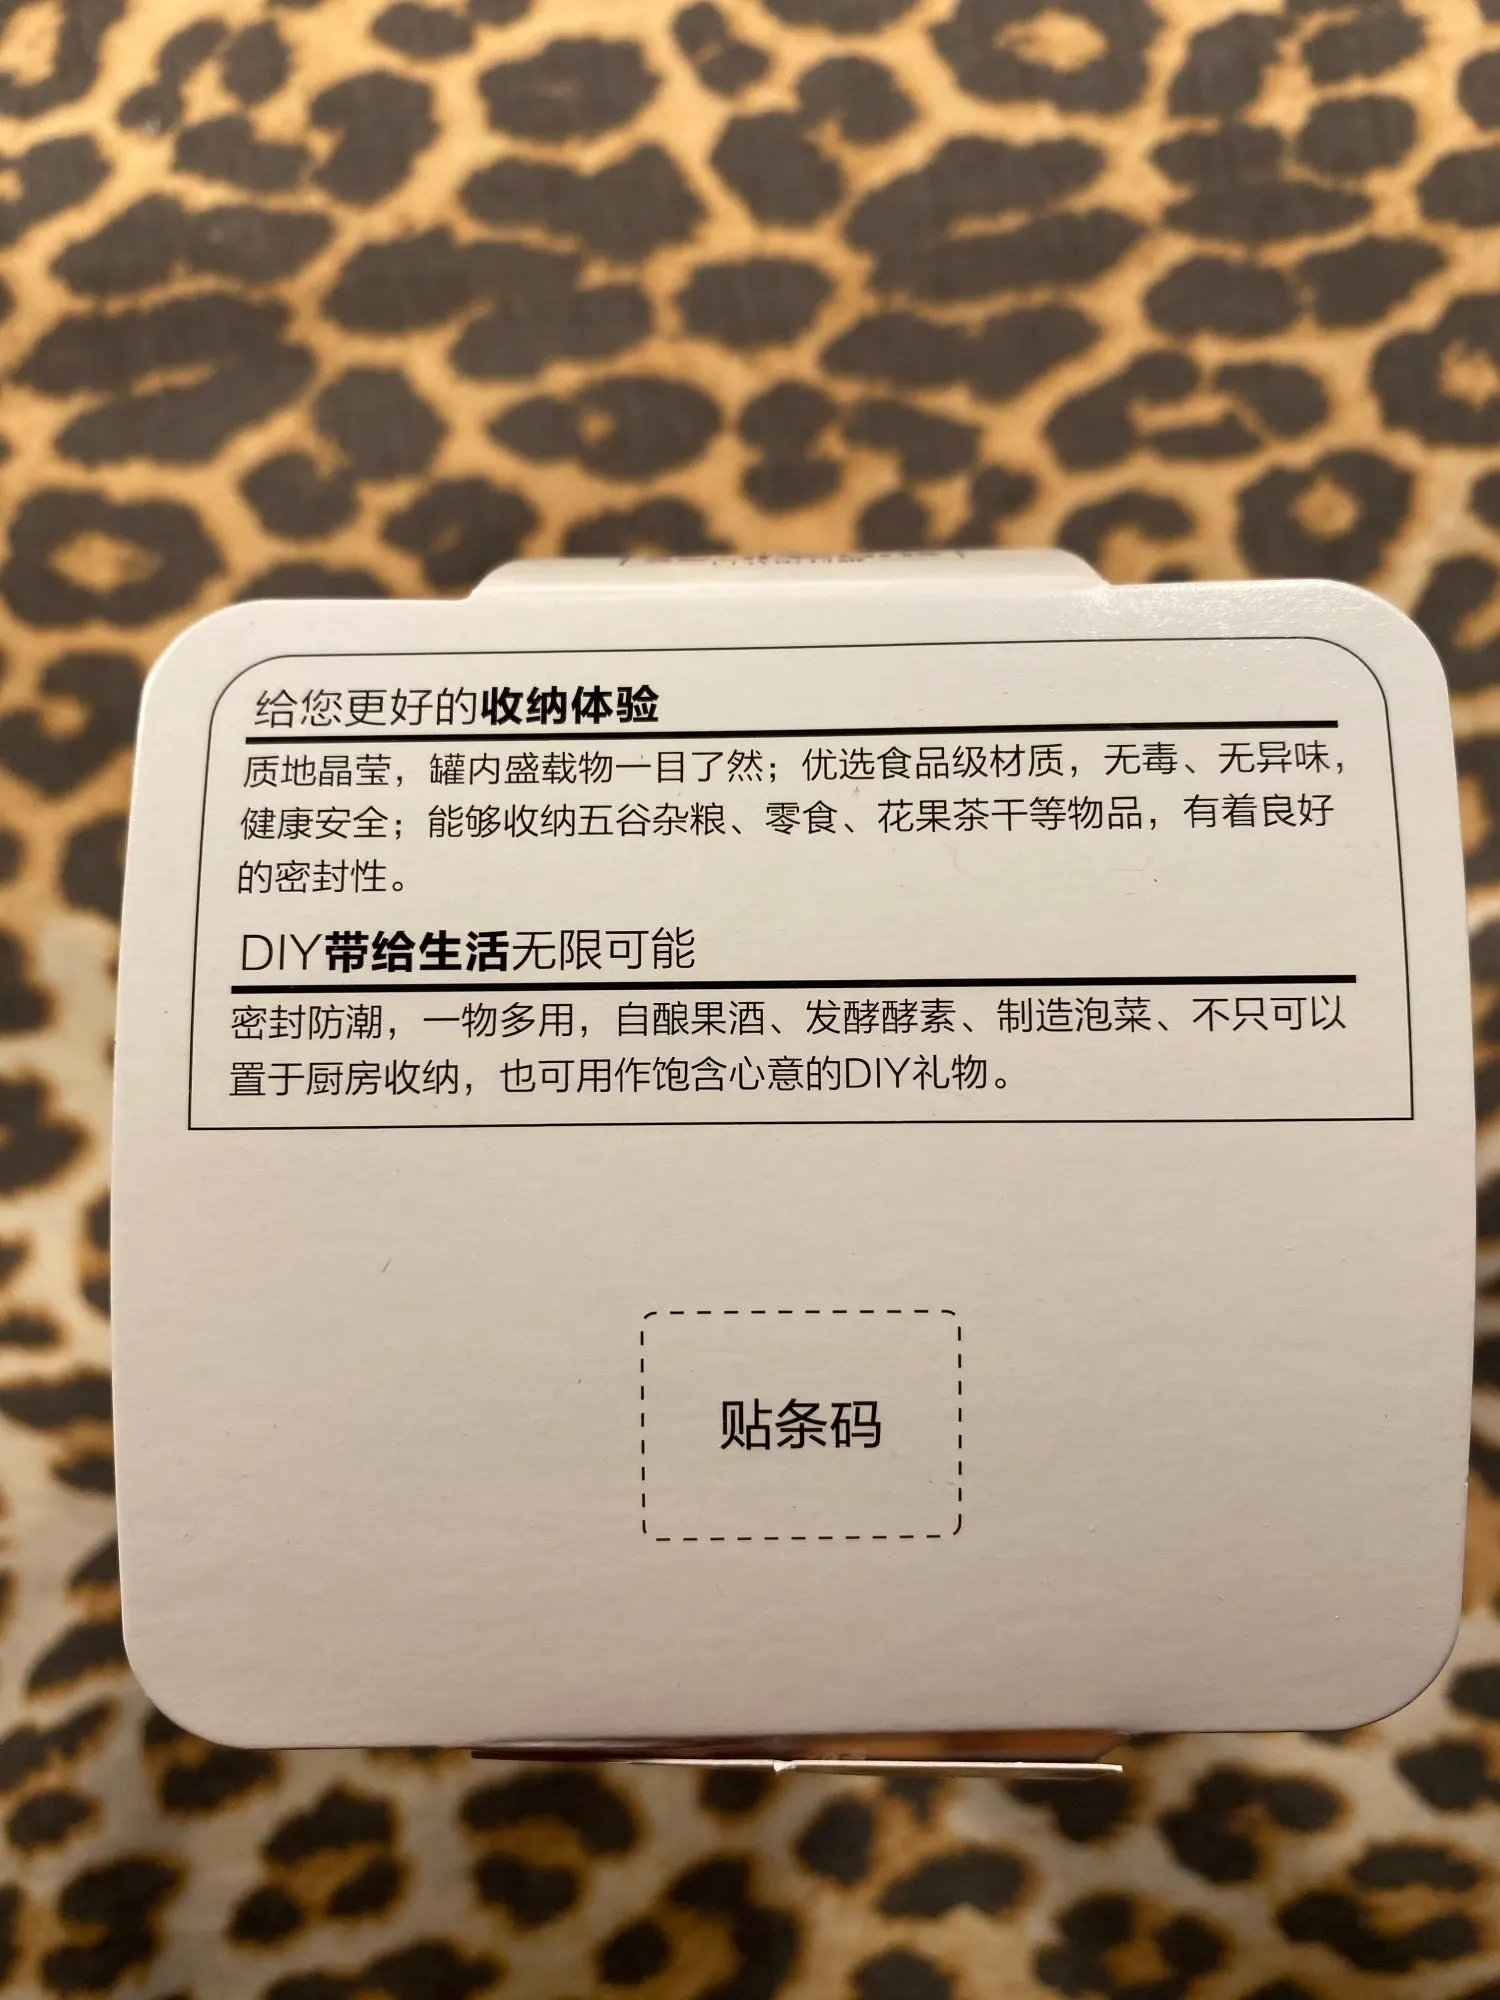 给您更好的收纳体验
质地晶莹，罐内盛载物一目了然；优选食品级材质，无毒、无异味，
健康安全；能够收纳五谷杂粮、零食、花果茶干等物品，有着良好
的密封性。
DIY带给生活无限可能
密封防潮，一物多用，自酿果酒、发酵酵素、制造泡菜、不只可以
置于厨房收纳，也可用作饱含心意的DIY礼物。
贴条码